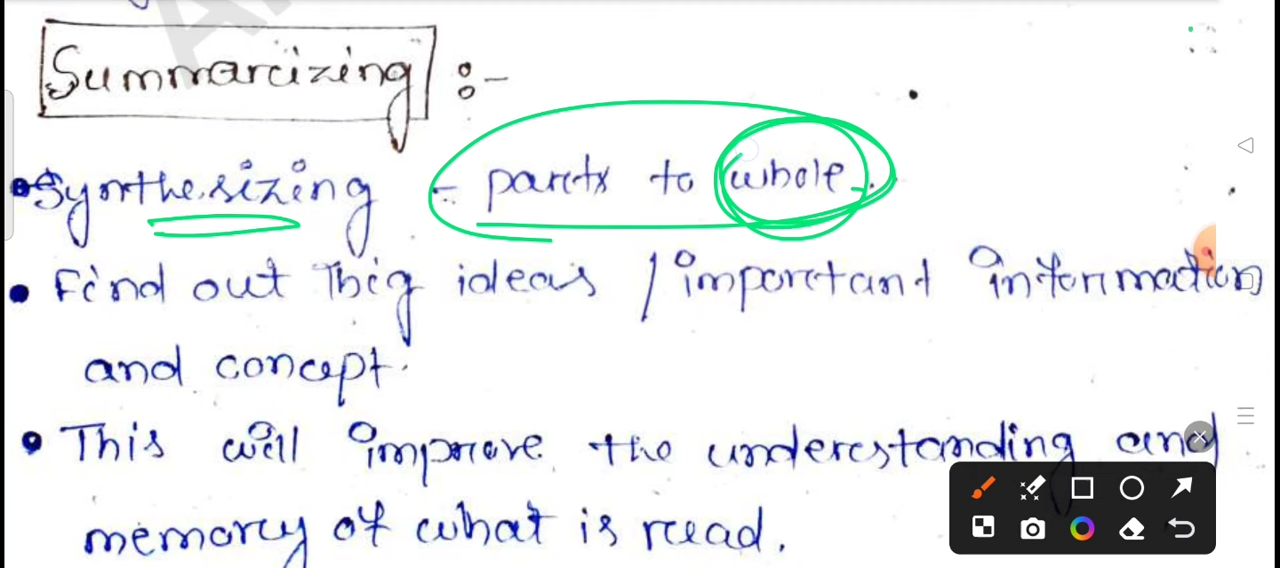 Summarizing :-
• Synthesizing - parts to whole.
• Find out big ideas / important information
and concept.
• This will improve the understanding and
memory of what is read.